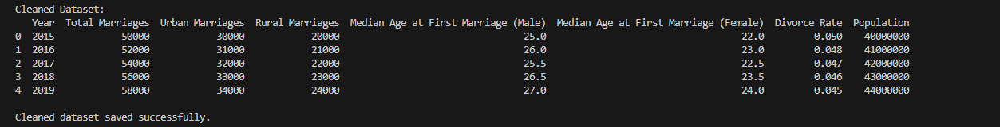 Cleaned Dataset:
Year Total Marriages Urban Marriages Rural Marriages Median Age at First Marriage (Male) Median Age at First Marriage (Female) Divorce Rate Population
0 2015 50000 30000 20000 25.0 22.0 0.050 40000000
1 2016 52000 31000 21000 26.0 23.0 0.048 41000000
2 2017 54000 32000 22000 25.5 22.5 0.047 42000000
3 2018 56000 33000 23000 26.5 23.5 0.046 43000000
4 2019 58000 34000 24000 27.0 24.0 0.045 44000000
Cleaned dataset saved successfully.